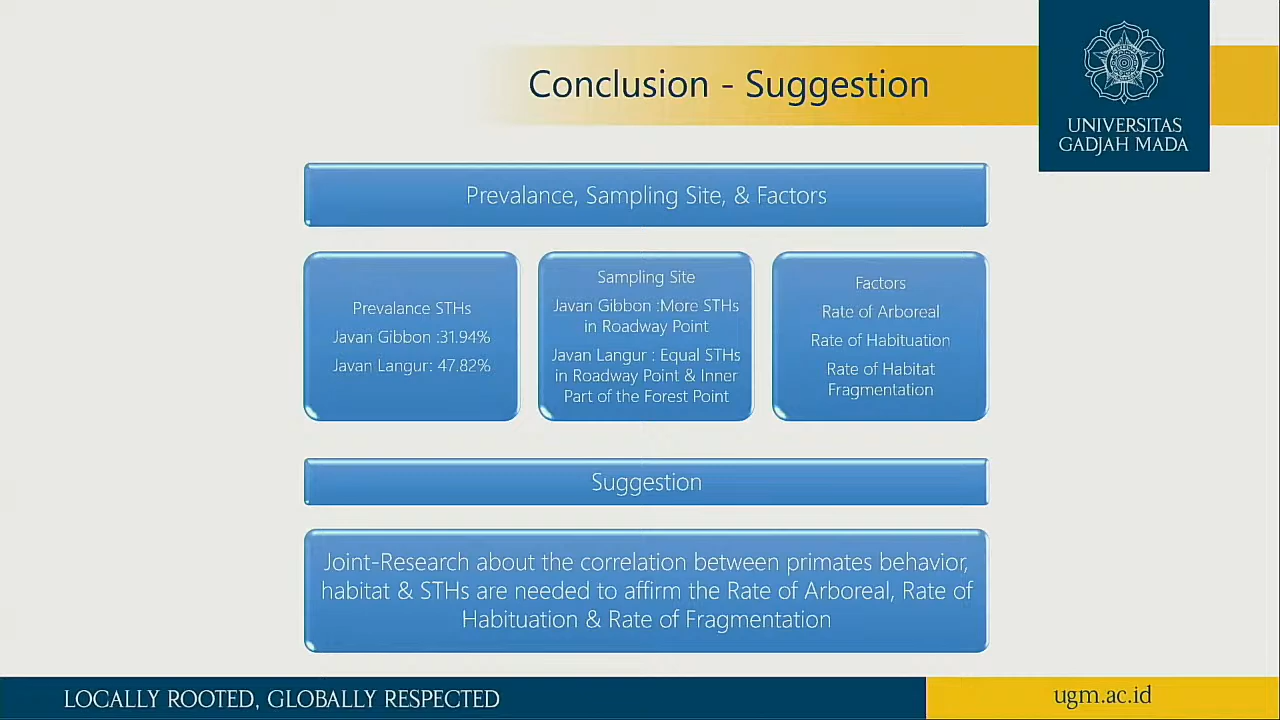 Conclusion - Suggestion
UNIVERSITAS
GADJAH MADA
Prevalance, Sampling Site, & Factors
Prevalance STHs
Javan Gibbon :31.94%
Javan Langur: 47.82%
Sampling Site
Javan Gibbon :More STHs
in Roadway Point
Javan Langur : Equal STHs
in Roadway Point & Inner
Part of the Forest Point
Factors
Rate of Arboreal
Rate of Habituation
Rate of Habitat
Fragmentation
Suggestion
Joint-Research about the correlation between primates behavior,
habitat & STHs are needed to affirm the Rate of Arboreal, Rate of
Habituation & Rate of Fragmentation
LOCALLY ROOTED, GLOBALLY RESPECTED
ugm.ac.id